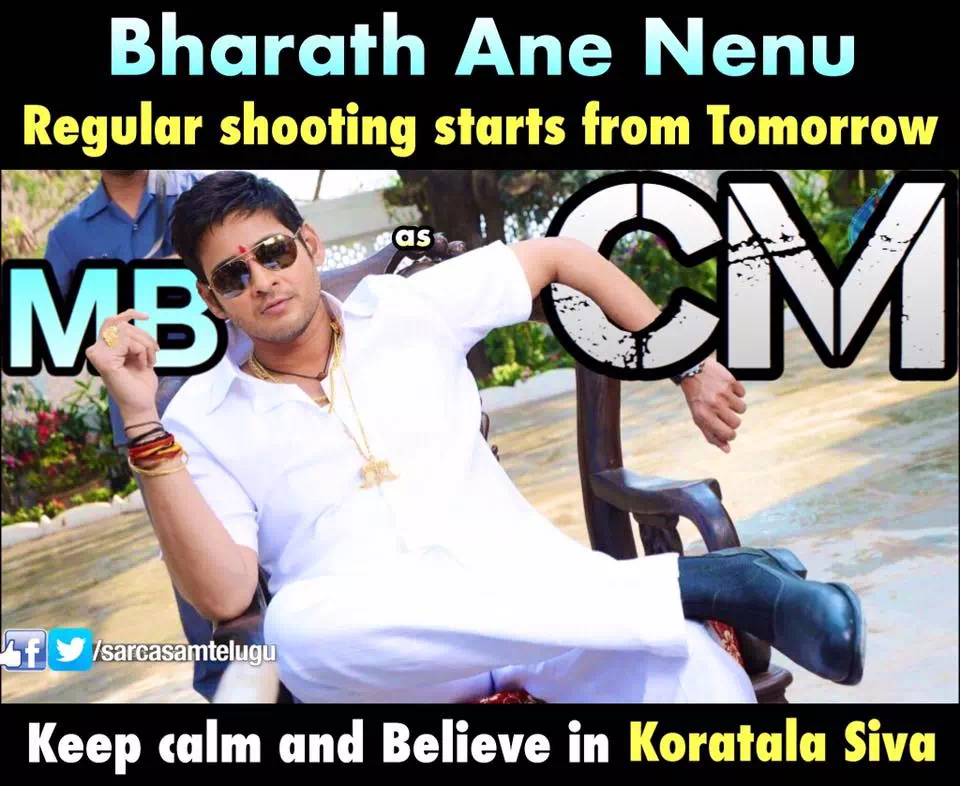 Bharath Ane Nenu
Regular shooting starts from Tomorrow
MB as CM
f /sarcasamtelugu
Keep calm and Believe in Koratala Siva